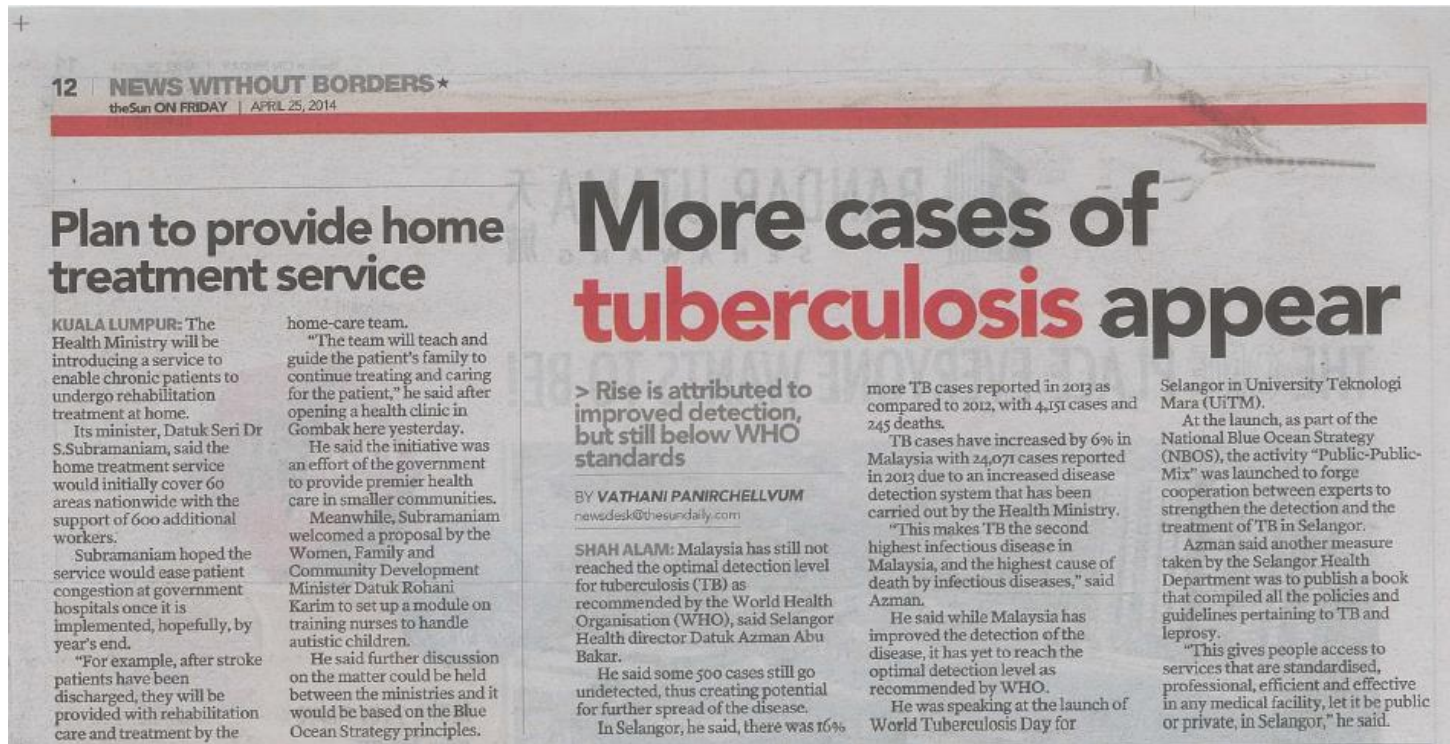 12 NEWS WITHOUT BORDERS★
theSun ON FRIDAY | APRIL 25, 2014
Plan to provide home
treatment service
KUALA LUMPUR: The
Health Ministry will be
introducing a service to
enable chronic patients to
undergo rehabilitation
treatment at home.
Its minister, Datuk Seri Dr
S.Subramaniam, said the
home treatment service
would initially cover 60
areas nationwide with the
support of 600 additional
workers.
Subramaniam hoped the
service would ease patient
congestion at government
hospitals once it is
implemented, hopefully, by
year's end.
"For example, after stroke
patients have been
discharged, they will be
provided with rehabilitation
care and treatment by the
home-care team.
"The team will teach and
guide the patient's family to
continue treating and caring
for the patient," he said after
opening a health clinic in
Gombak here yesterday.
He said the initiative was
an effort of the government
to provide premier health
care in smaller communities.
Meanwhile, Subramaniam
welcomed a proposal by the
Women, Family and
Community Development
Minister Datuk Rohani
Karim to set up a module on
training nurses to handle
autistic children.
He said further discussion
on the matter could be held
between the ministries and it
would be based on the Blue
Ocean Strategy principles.
More cases of
tuberculosis appear
> Rise is attributed to
improved detection,
but still below WHO
standards
BY VATHANI PANIRCHELLVUM
newsdesk@thesundaily.com
SHAH ALAM: Malaysia has still not
reached the optimal detection level
for tuberculosis (TB) as
recommended by the World Health
Organisation (WHO), said Selangor
Health director Datuk Azman Abu
Bakar.
He said some 500 cases still go
undetected, thus creating potential
for further spread of the disease.
In Selangor, he said, there was 16%
more TB cases reported in 2013 as
compared to 2012, with 4,151 cases and
245 deaths.
TB cases have increased by 6% in
Malaysia with 24,071 cases reported
in 2013 due to an increased disease
detection system that has been
carried out by the Health Ministry.
"This makes TB the second
highest infectious disease in
Malaysia, and the highest cause of
death by infectious diseases," said
Azman.
He said while Malaysia has
improved the detection of the
disease, it has yet to reach the
optimal detection level as
recommended by WHO.
He was speaking at the launch of
World Tuberculosis Day for
Selangor in University Teknologi
Mara (UiTM).
At the launch, as part of the
National Blue Ocean Strategy
(NBOS), the activity "Public-Public-
Mix" was launched to forge
cooperation between experts to
strengthen the detection and the
treatment of TB in Selangor.
Azman said another measure
taken by the Selangor Health
Department was to publish a book
that compiled all the policies and
guidelines pertaining to TB and
leprosy.
"This gives people access to
services that are standardised,
professional, efficient and effective
in any medical facility, let it be public
or private, in Selangor," he said.